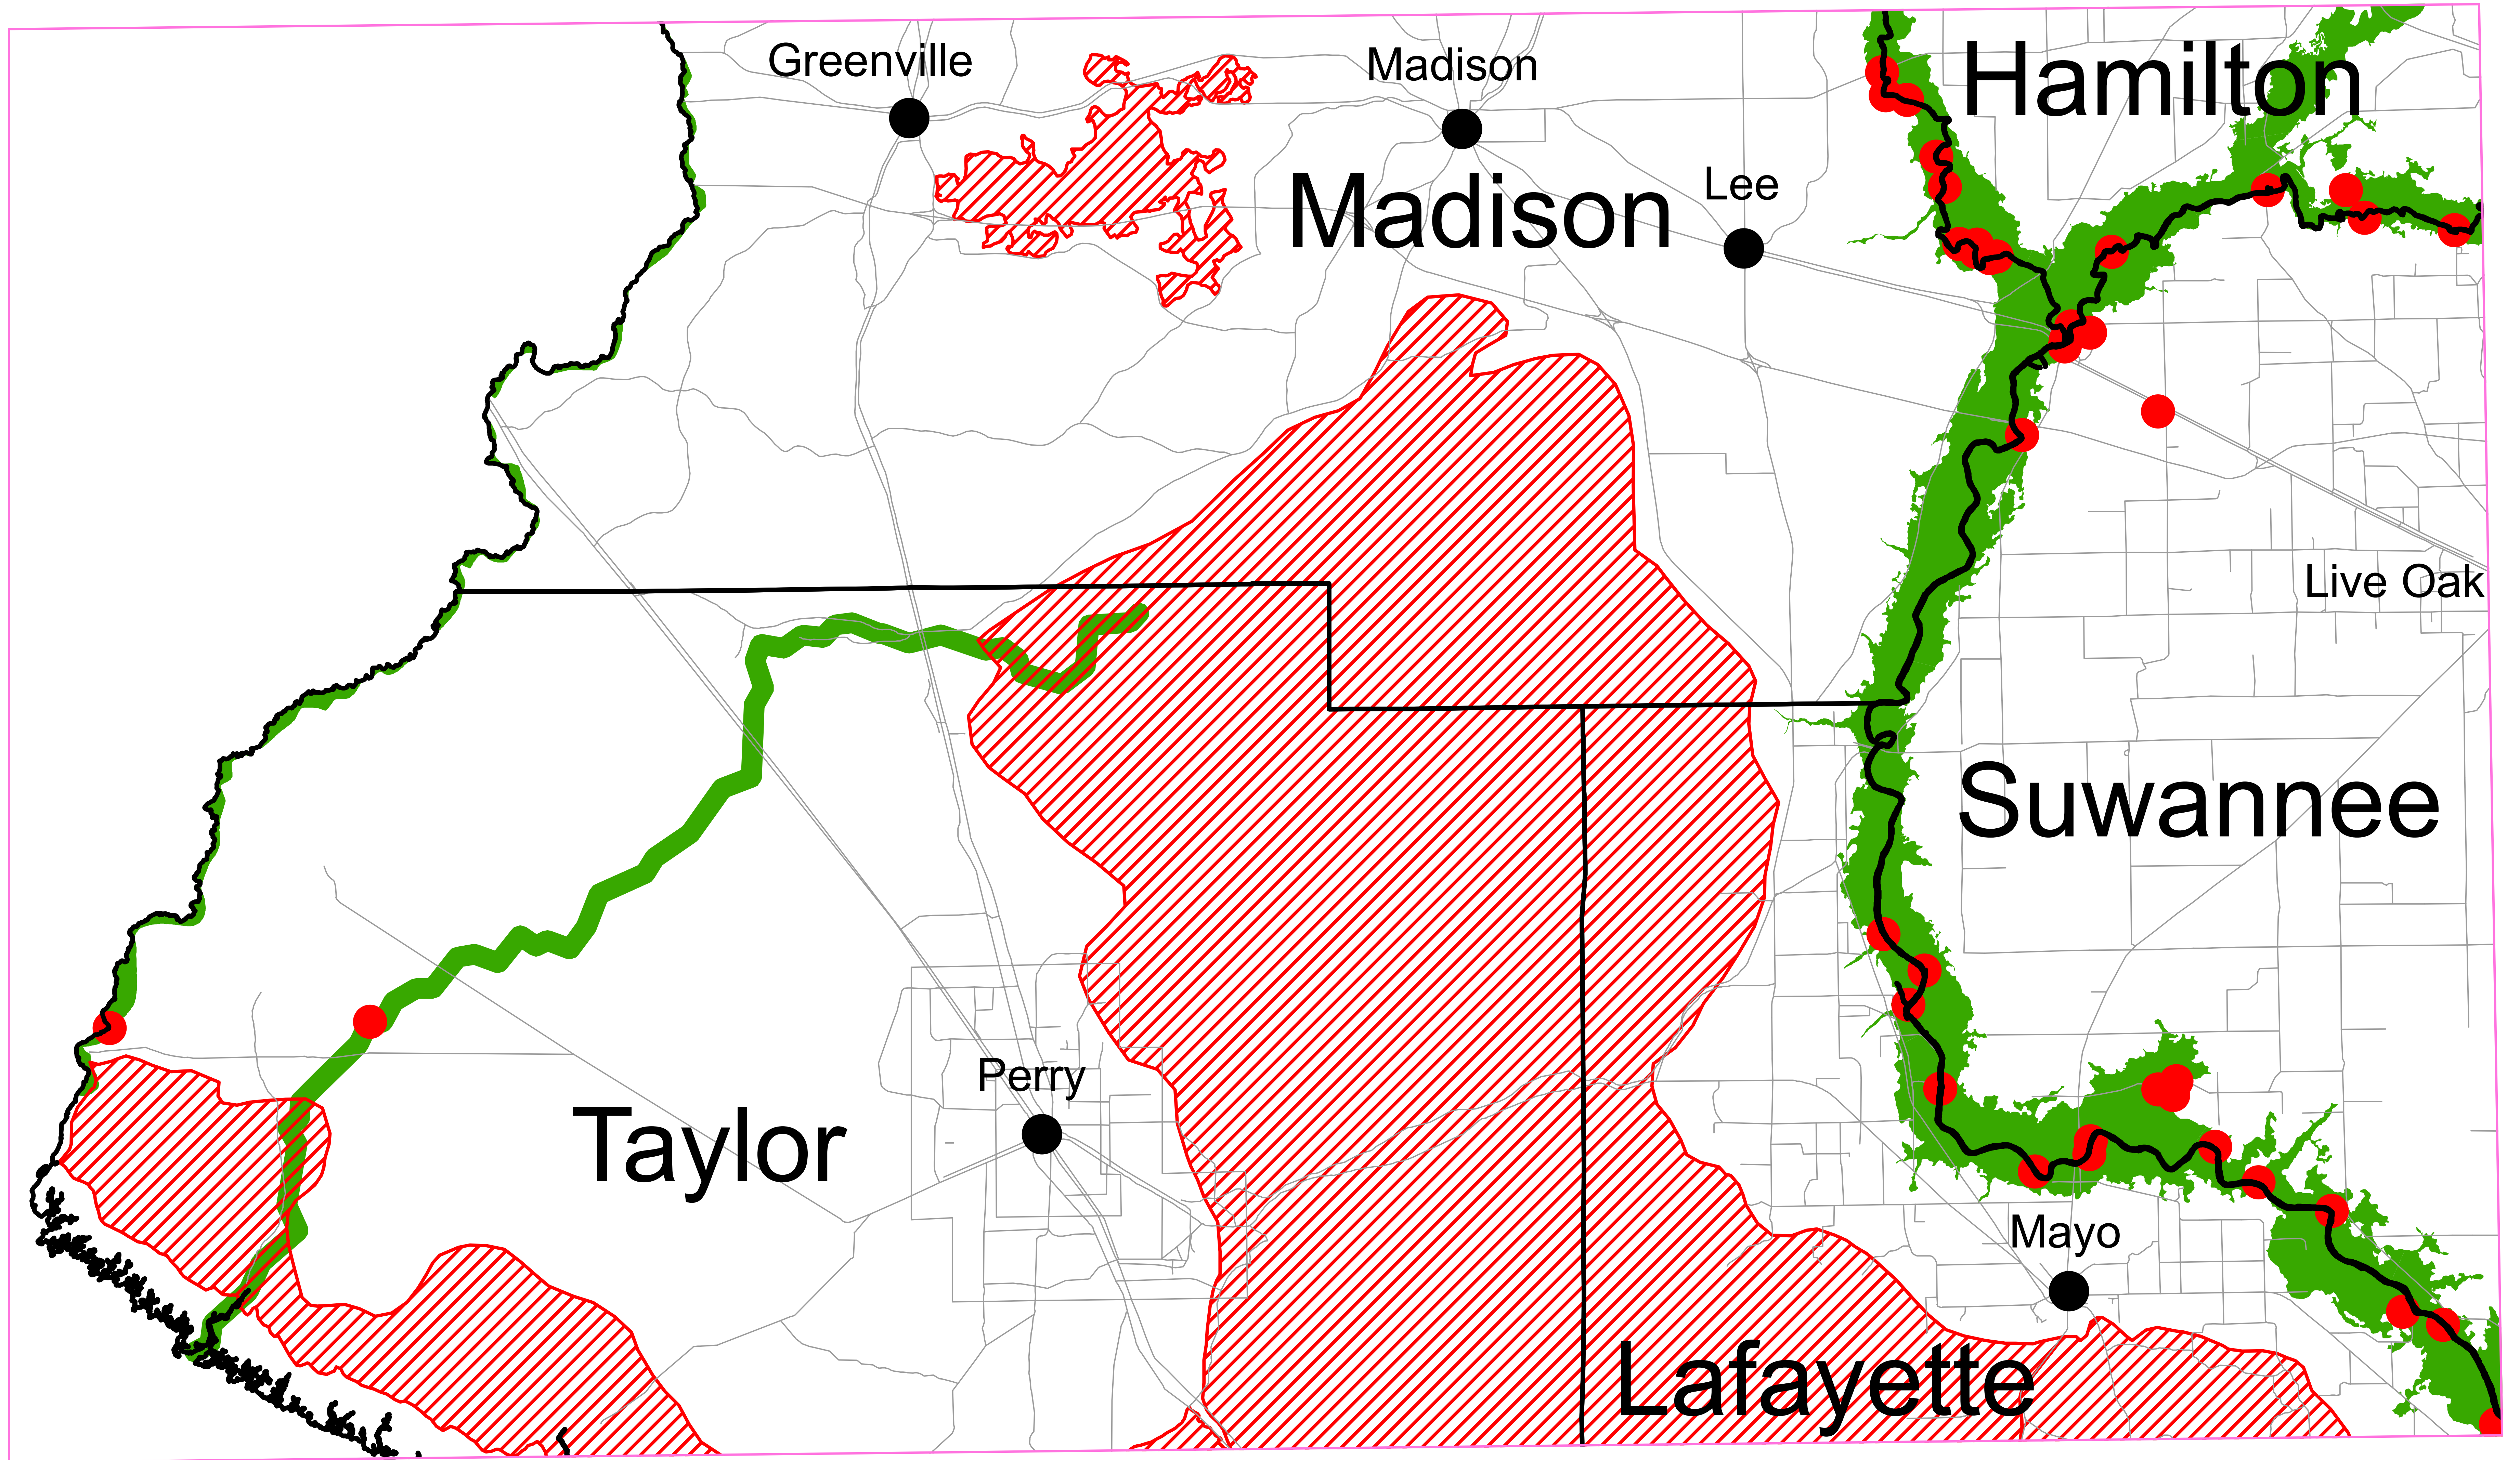 Greenville
Madison
Hamilton
Madison
Lee
Live Oak
Suwannee
Perry
Taylor
Mayo
Lafayette